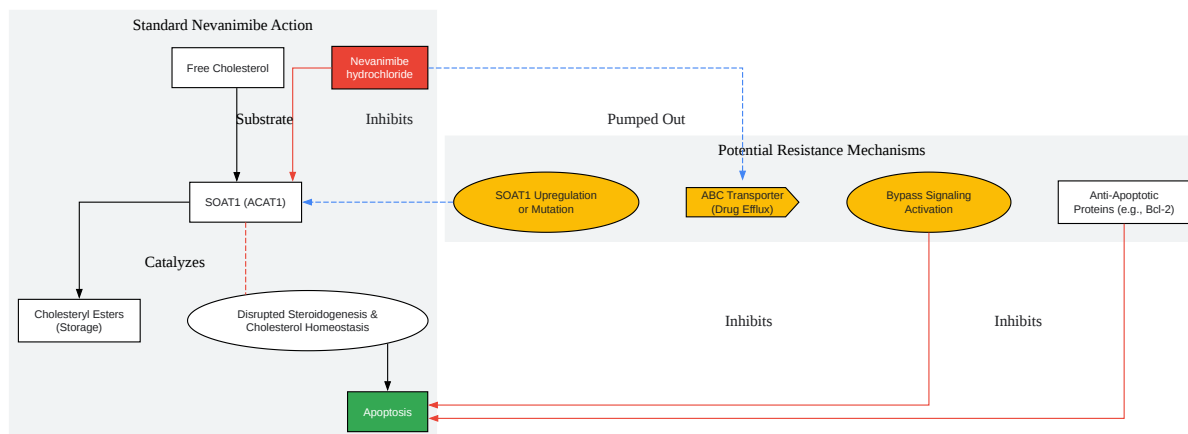 Standard Nevanimibe Action
Free Cholesterol
Nevanimibe
hydrochloride
Substrate
Inhibits
Pumped Out
Potential Resistance Mechanisms
SOAT1 (ACAT1)
SOAT1 Upregulation
or Mutation
ABC Transporter
(Drug Efflux)
Bypass Signaling
Activation
Anti-Apoptotic
Proteins (e.g., Bcl-2)
Catalyzes
Cholesteryl Esters
(Storage)
Disrupted Steroidogenesis &
Cholesterol Homeostasis
Inhibits
Inhibits
Apoptosis